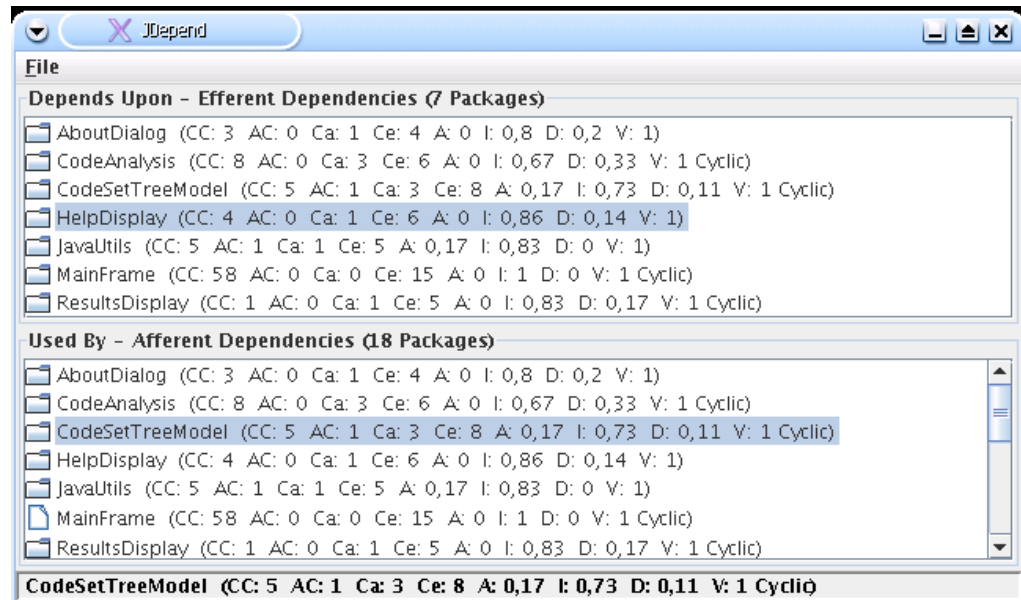 JDepend
File
Depends Upon - Efferent Dependencies (7 Packages)
AboutDialog (CC: 3 AC: 0 Ca: 1 Ce: 4 A: 0 I: 0,8 D: 0,2 V: 1)
CodeAnalysis (CC: 8 AC: 0 Ca: 3 Ce: 6 A: 0 I: 0,67 D: 0,33 V: 1 Cyclic)
CodeSetTreeModel (CC: 5 AC: 1 Ca: 3 Ce: 8 A: 0,17 I: 0,73 D: 0,11 V: 1 Cyclic)
HelpDisplay (CC: 4 AC: 0 Ca: 1 Ce: 6 A: 0 I: 0,86 D: 0,14 V: 1)
JavaUtils (CC: 5 AC: 1 Ca: 1 Ce: 5 A: 0,17 I: 0,83 D: 0 V: 1)
MainFrame (CC: 58 AC: 0 Ca: 0 Ce: 15 A: 0 I: 1 D: 0 V: 1 Cyclic)
ResultsDisplay (CC: 1 AC: 0 Ca: 1 Ce: 5 A: 0 I: 0,83 D: 0,17 V: 1 Cyclic)
Used By - Afferent Dependencies (18 Packages)
AboutDialog (CC: 3 AC: 0 Ca: 1 Ce: 4 A: 0 I: 0,8 D: 0,2 V: 1)
CodeAnalysis (CC: 8 AC: 0 Ca: 3 Ce: 6 A: 0 I: 0,67 D: 0,33 V: 1 Cyclic)
CodeSetTreeModel (CC: 5 AC: 1 Ca: 3 Ce: 8 A: 0,17 I: 0,73 D: 0,11 V: 1 Cyclic)
HelpDisplay (CC: 4 AC: 0 Ca: 1 Ce: 6 A: 0 I: 0,86 D: 0,14 V: 1)
JavaUtils (CC: 5 AC: 1 Ca: 1 Ce: 5 A: 0,17 I: 0,83 D: 0 V: 1)
MainFrame (CC: 58 AC: 0 Ca: 0 Ce: 15 A: 0 I: 1 D: 0 V: 1 Cyclic)
ResultsDisplay (CC: 1 AC: 0 Ca: 1 Ce: 5 A: 0 I: 0,83 D: 0,17 V: 1 Cyclic)
CodeSetTreeModel (CC: 5 AC: 1 Ca: 3 Ce: 8 A: 0,17 I: 0,73 D: 0,11 V: 1 Cyclic)